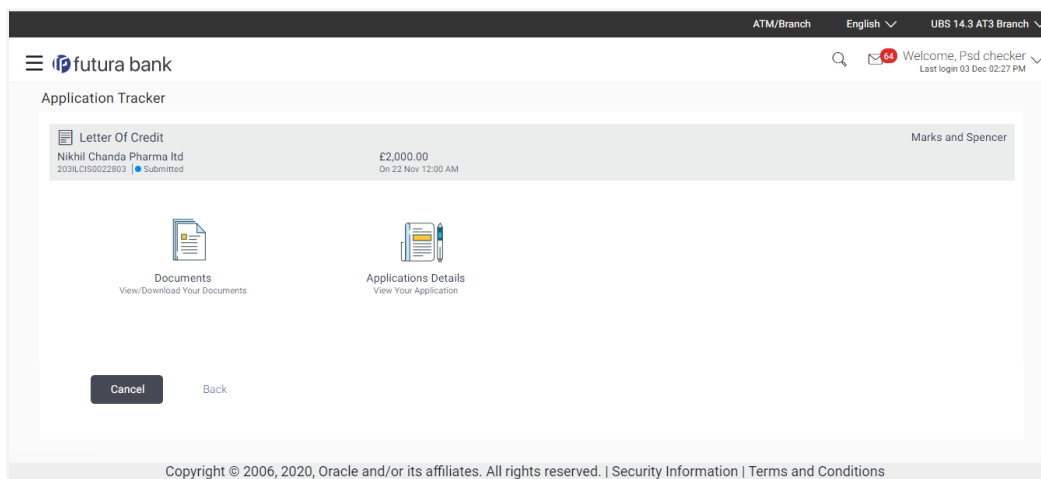 ATM/Branch English UBS 14.3 AT3 Branch
futura bank 64 Welcome, Psd checker
Last login 03 Dec 02:27 PM
Application Tracker
Letter Of Credit Marks and Spencer
Nikhil Chanda Pharma ltd £2,000.00
203ILCIS0022803 | Submitted On 22 Nov 12:00 AM
Documents Applications Details
View/Download Your Documents View Your Application
Cancel Back
Copyright © 2006, 2020, Oracle and/or its affiliates. All rights reserved. | Security Information | Terms and Conditions